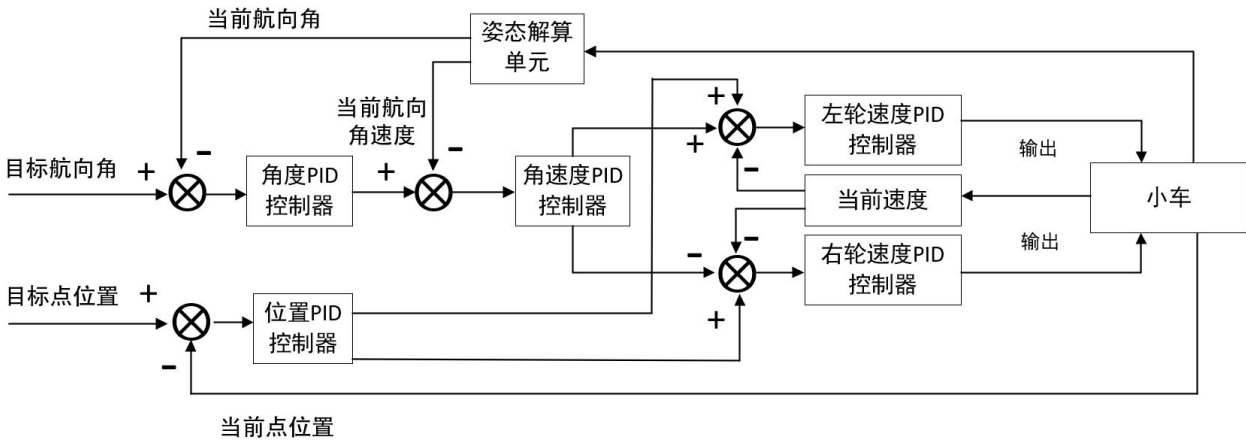 当前航向角
姿态解算
单元
当前航向
角速度
+
+
-
-
左轮速度PID
控制器
输出
目标航向角
+
-
角度PID
控制器
+
角速度PID
控制器
-
当前速度
小车
-
-
右轮速度PID
控制器
输出
目标点位置
+
位置PID
控制器
+
-
当前点位置